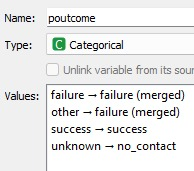 Name: poutcome
Type: C Categorical
Unlink variable from its sour
Values: failure → failure (merged)
other → failure (merged)
success → success
unknown → no_contact